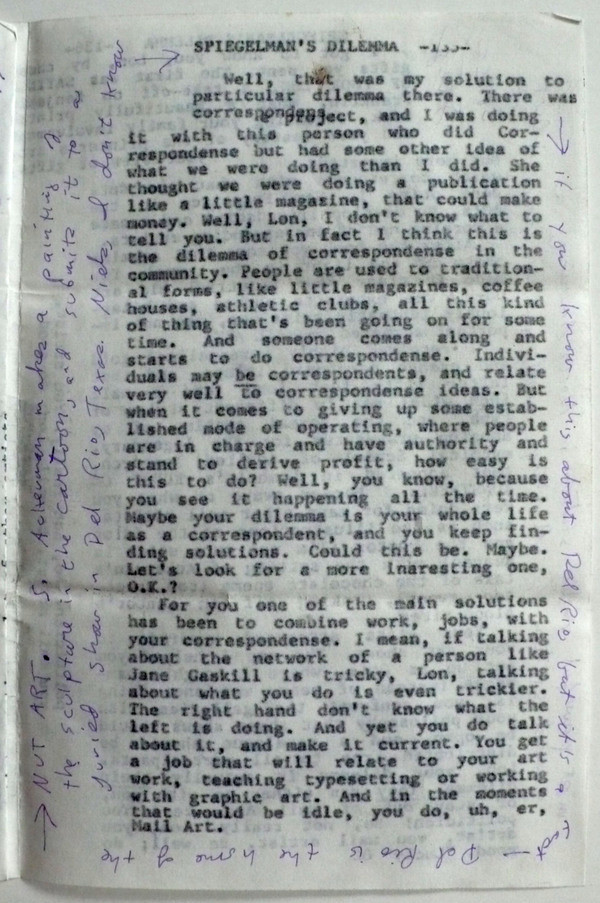 SPIEGELMAN'S DILEMMA -135-
Well, that was my solution to
particular dilemma there. There was
correspondens
project, and I was doing
it with this person who did Cor-
respondense but had some other idea of
what we were doing than I did. She
thought we were doing a publication
like a little magazine, that could make
money. Well, Lon, I don't know what to
tell you. But in fact I think this is
the dilemma of correspondense in the
community. People are used to tradition-
al forms, like little magazines, coffee
houses, athletic clubs, all this kind
of thing that's been going on for some
time. And someone comes along and
starts to do correspondense. Indivi-
duals may be correspondents, and relate
very well to correspondense ideas. But
when it comes to giving up some estab-
lished mode of operating, where people
are in charge and have authority and
stand to derive profit, how easy is
this to do? Well, you know, because
you see it happening all the time.
Maybe your dilemma is your whole life
as a correspondent, and you keep fin-
ding solutions. Could this be. Maybe.
Let's look for a more inaresting one,
O.K.?
For you one of the main solutions
has been to combine work, jobs, with
your correspondense. I mean, if talking
about the network of a person like
Jane Gaskill is tricky, Lon, talking
about what you do is even trickier.
The right hand don't know what the
left is doing. And yet you do talk
about it, and make it current. You get
a job that will relate to your art
work, teaching typesetting or working
with graphic art. And in the moments
that would be idle, you do, uh, er,
Mail Art.
→ NOT ART. S. Ackerman makes a painting of
the sculpture in the cartoon, and submits it to a
juried show in Del Rio, Texas. I don't know
→ if you know this about Del Rio but it's a
— Del Rio is the home of the